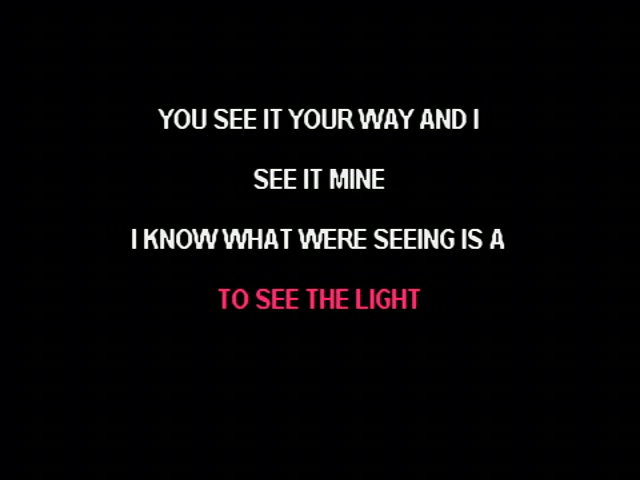 YOU SEE IT YOUR WAY AND I
SEE IT MINE
I KNOW WHAT WERE SEEING IS A
TO SEE THE LIGHT